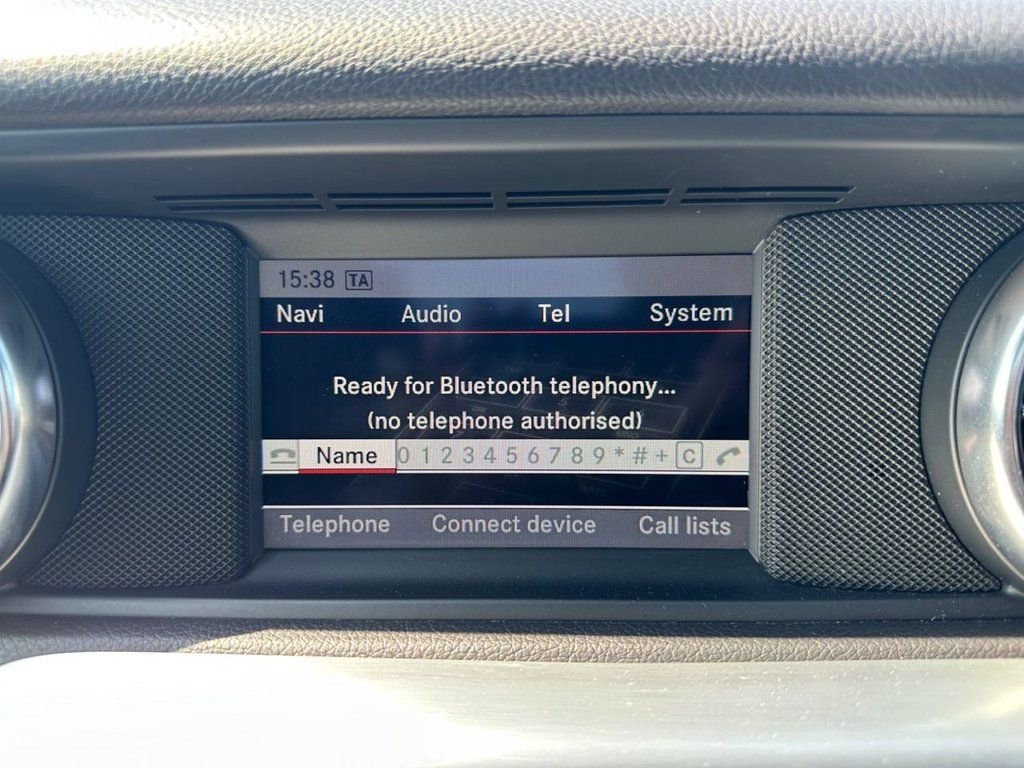 15:38 TA
Navi Audio Tel System
Ready for Bluetooth telephony...
(no telephone authorised)
Name 0 1 2 3 4 5 6 7 8 9 * # + C
Telephone Connect device Call lists